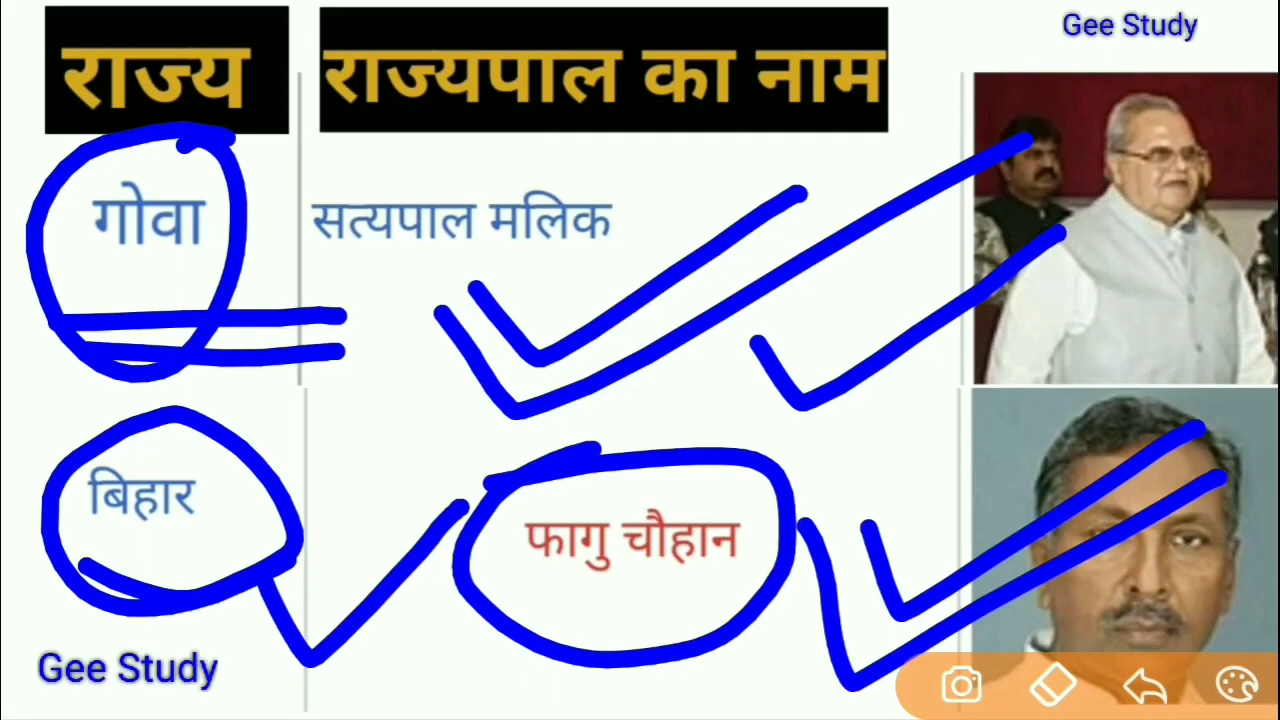 Gee Study
राज्य राज्यपाल का नाम
गोवा सत्यपाल मलिक
बिहार फागु चौहान
Gee Study